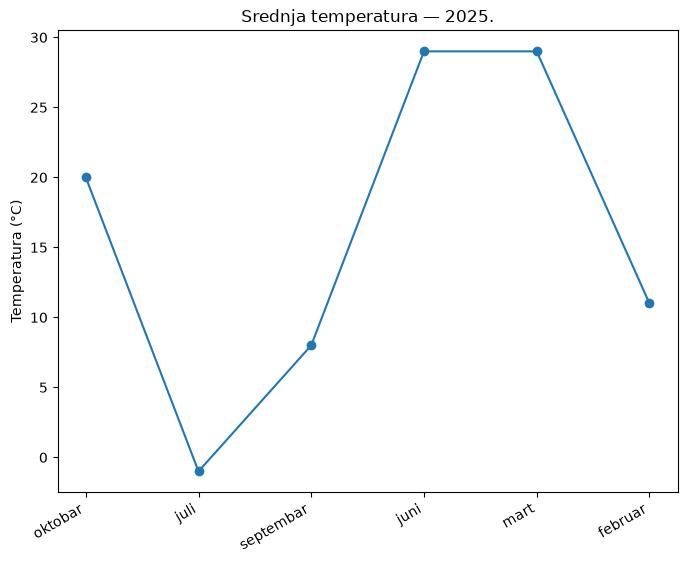 Srednja temperatura — 2025.
Temperatura (°C)
30
25
20
15
10
5
0
oktobar
juli
septembar
juni
mart
februar